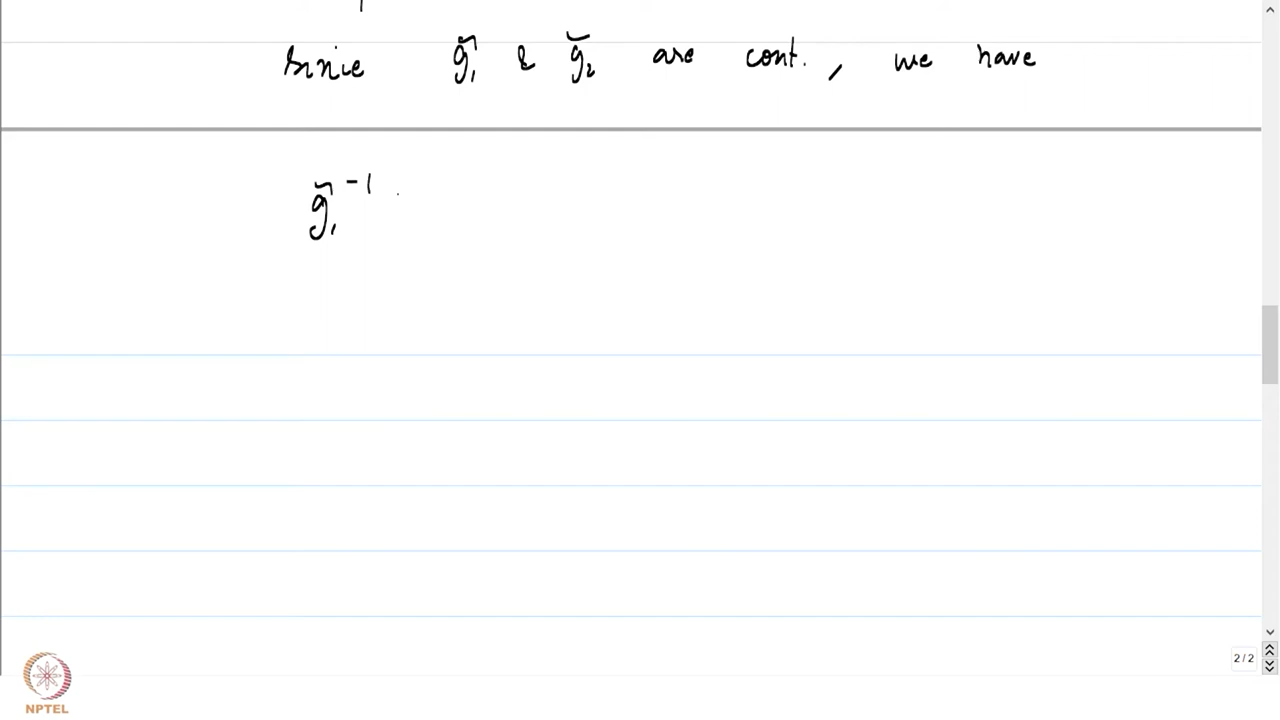 since g̃₁ & g̃₂ are cont. , we have
g̃₁⁻¹
2 / 2
NPTEL